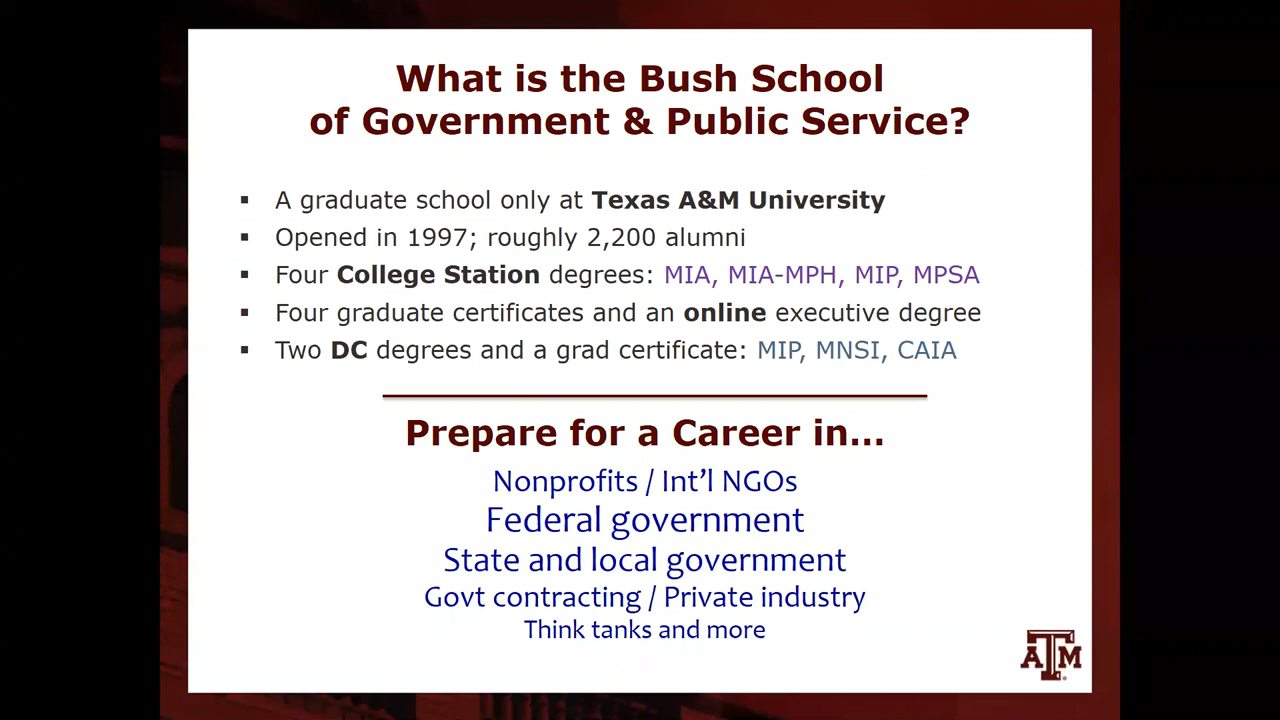 What is the Bush School
of Government & Public Service?
▪ A graduate school only at Texas A&M University
▪ Opened in 1997; roughly 2,200 alumni
▪ Four College Station degrees: MIA, MIA-MPH, MIP, MPSA
▪ Four graduate certificates and an online executive degree
▪ Two DC degrees and a grad certificate: MIP, MNSI, CAIA
Prepare for a Career in...
Nonprofits / Int’l NGOs
Federal government
State and local government
Govt contracting / Private industry
Think tanks and more
ATM